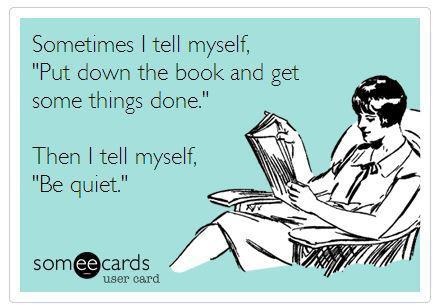 Sometimes I tell myself,
"Put down the book and get
some things done."
Then I tell myself,
"Be quiet."
someecards
user card